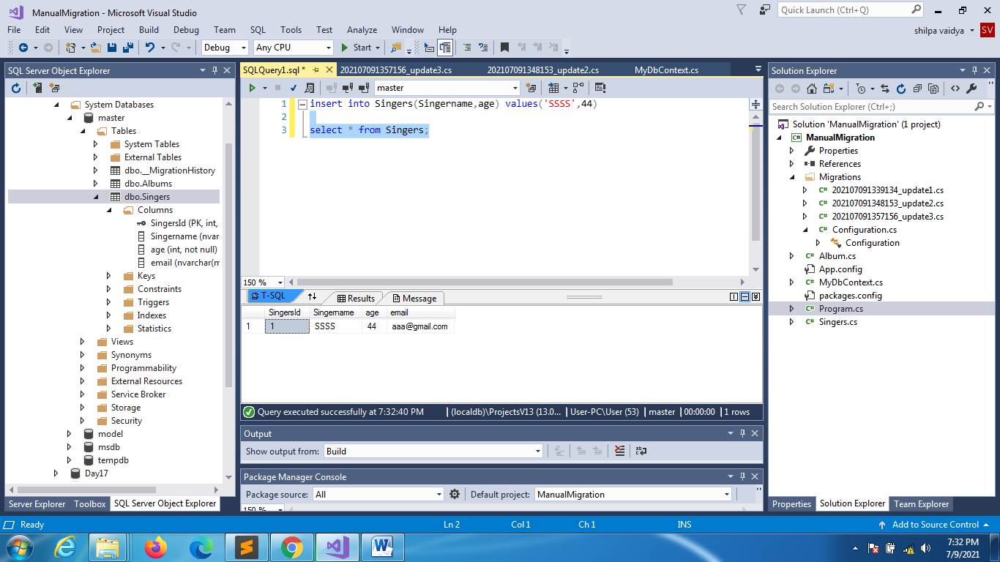 ManualMigration - Microsoft Visual Studio
Quick Launch (Ctrl+Q)
File Edit View Project Build Debug Team SQL Tools Test Analyze Window Help
shilpa vaidya SV
Debug Any CPU Start
SQL Server Object Explorer
System Databases
master
Tables
System Tables
External Tables
dbo.__MigrationHistory
dbo.Albums
dbo.Singers
Columns
SingersId (PK, int,
Singername (nvar
age (int, not null)
email (nvarchar(m
Keys
Constraints
Triggers
Indexes
Statistics
Views
Synonyms
Programmability
External Resources
Service Broker
Storage
Security
model
msdb
tempdb
Day17
Server Explorer Toolbox SQL Server Object Explorer
SQLQuery1.sql * 202107091357156_update3.cs 202107091348153_update2.cs MyDbContext.cs
master
1 insert into Singers(Singername,age) values('SSSS',44)
2
3 select * from Singers;
150 %
T-SQL Results Message
SingersId Singername age email
1 1 SSSS 44 aaa@gmail.com
Query executed successfully at 7:32:40 PM (localdb)\ProjectsV13 (13.0... User-PC\User (53) master 00:00:00 1 rows
Output
Show output from: Build
Package Manager Console
Package source: All Default project: ManualMigration
150 %
Solution Explorer
Search Solution Explorer (Ctrl+;)
Solution 'ManualMigration' (1 project)
C# ManualMigration
Properties
References
Migrations
C# 202107091339134_update1.cs
C# 202107091348153_update2.cs
C# 202107091357156_update3.cs
C# Configuration.cs
Configuration
C# Album.cs
App.config
C# MyDbContext.cs
packages.config
C# Program.cs
C# Singers.cs
Properties Solution Explorer Team Explorer
Ready Ln 2 Col 1 Ch 1 INS Add to Source Control
7:32 PM
7/9/2021